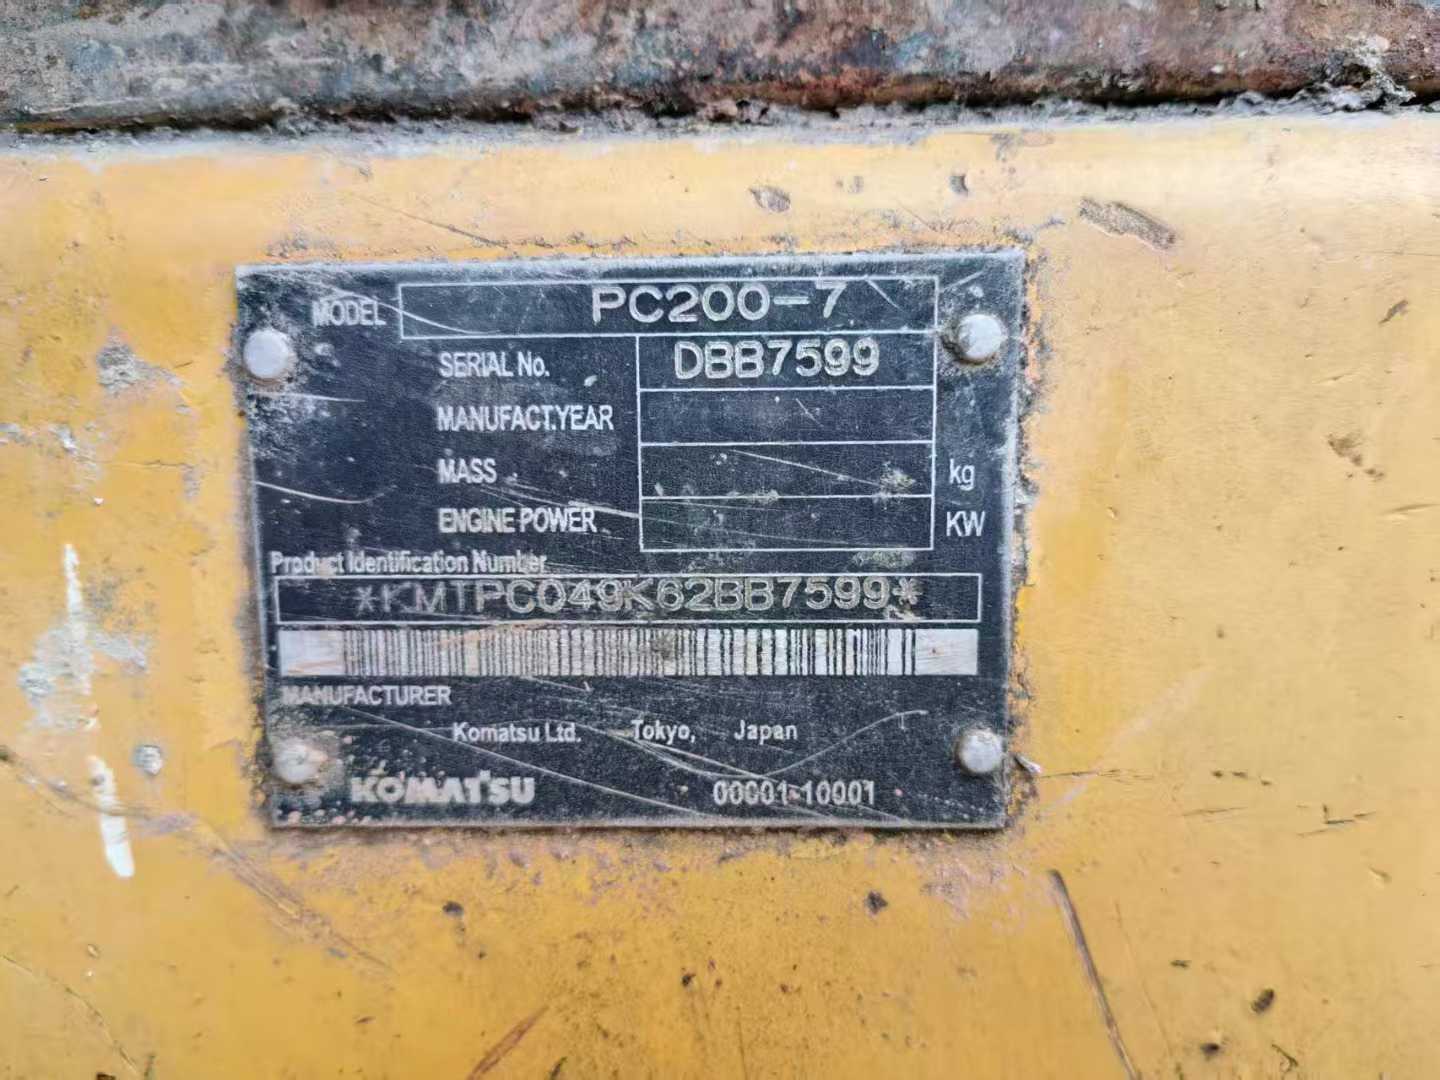 MODEL PC200-7
SERIAL No. DBB7599
MANUFACT.YEAR
MASS kg
ENGINE POWER KW
Product Identification Number
*KMTPC049K62BB7599*
MANUFACTURER
Komatsu Ltd. Tokyo, Japan
KOMATSU 00001-10001